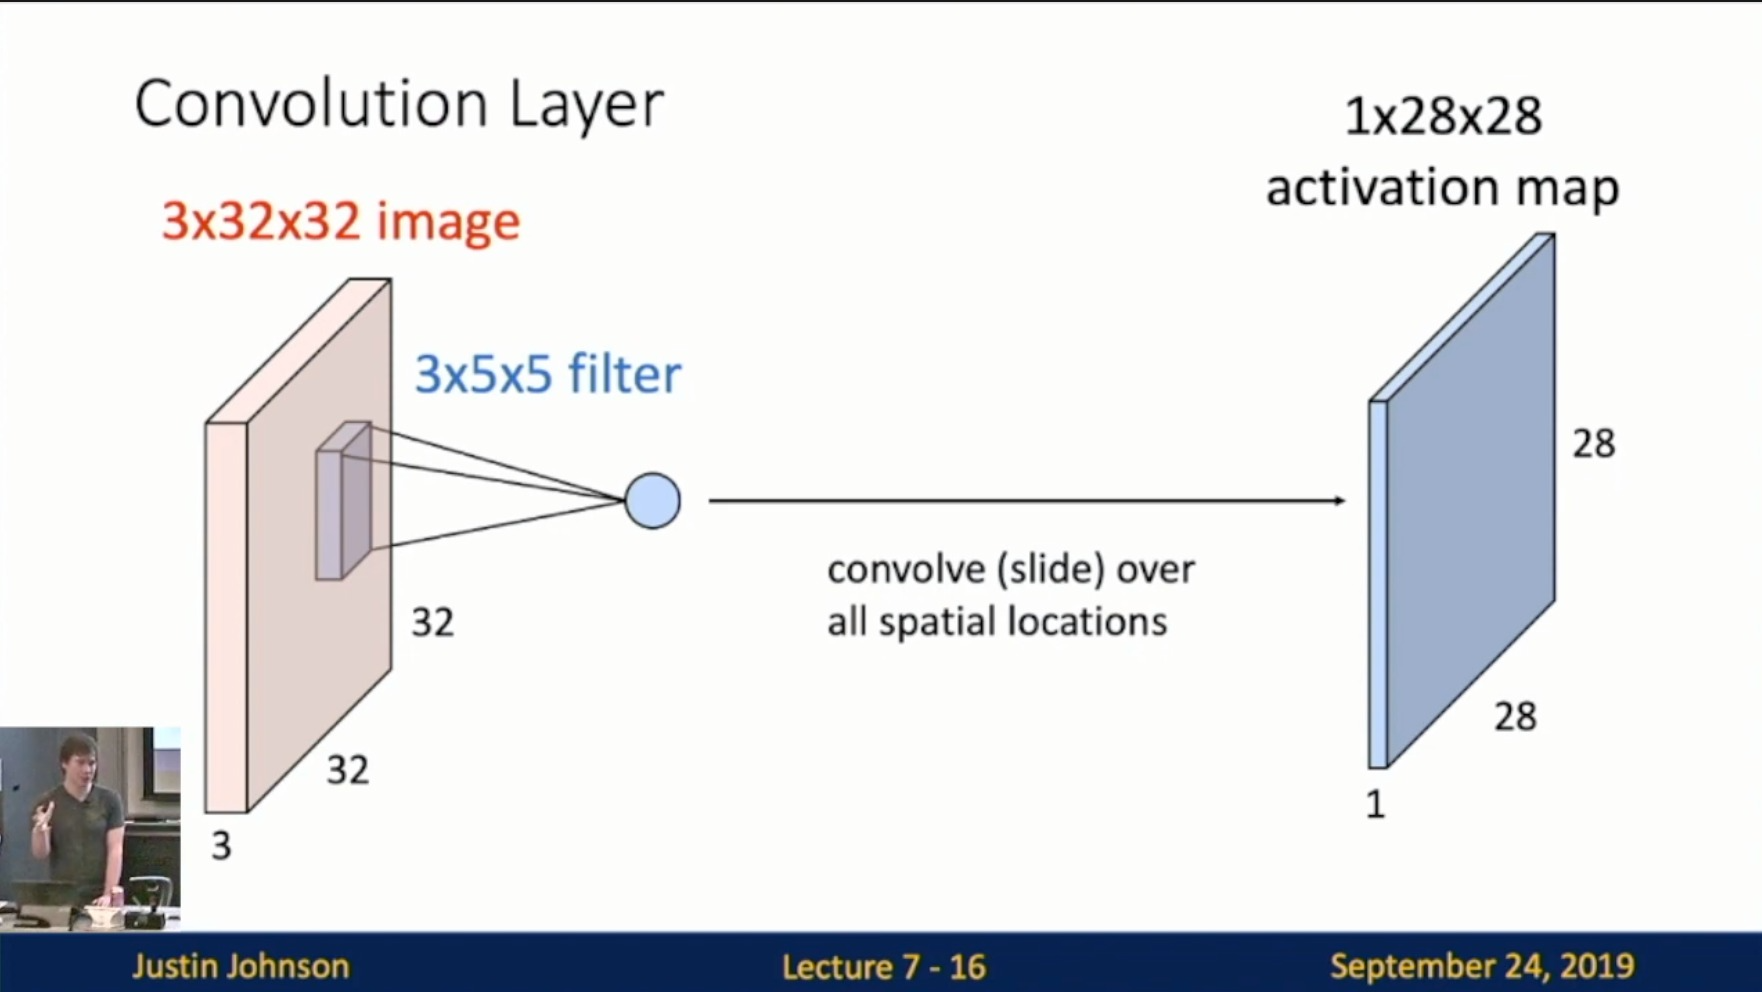 Convolution Layer
3x32x32 image
3x5x5 filter
32
32
3
convolve (slide) over
all spatial locations
1x28x28
activation map
28
28
1
Justin Johnson
Lecture 7 - 16
September 24, 2019